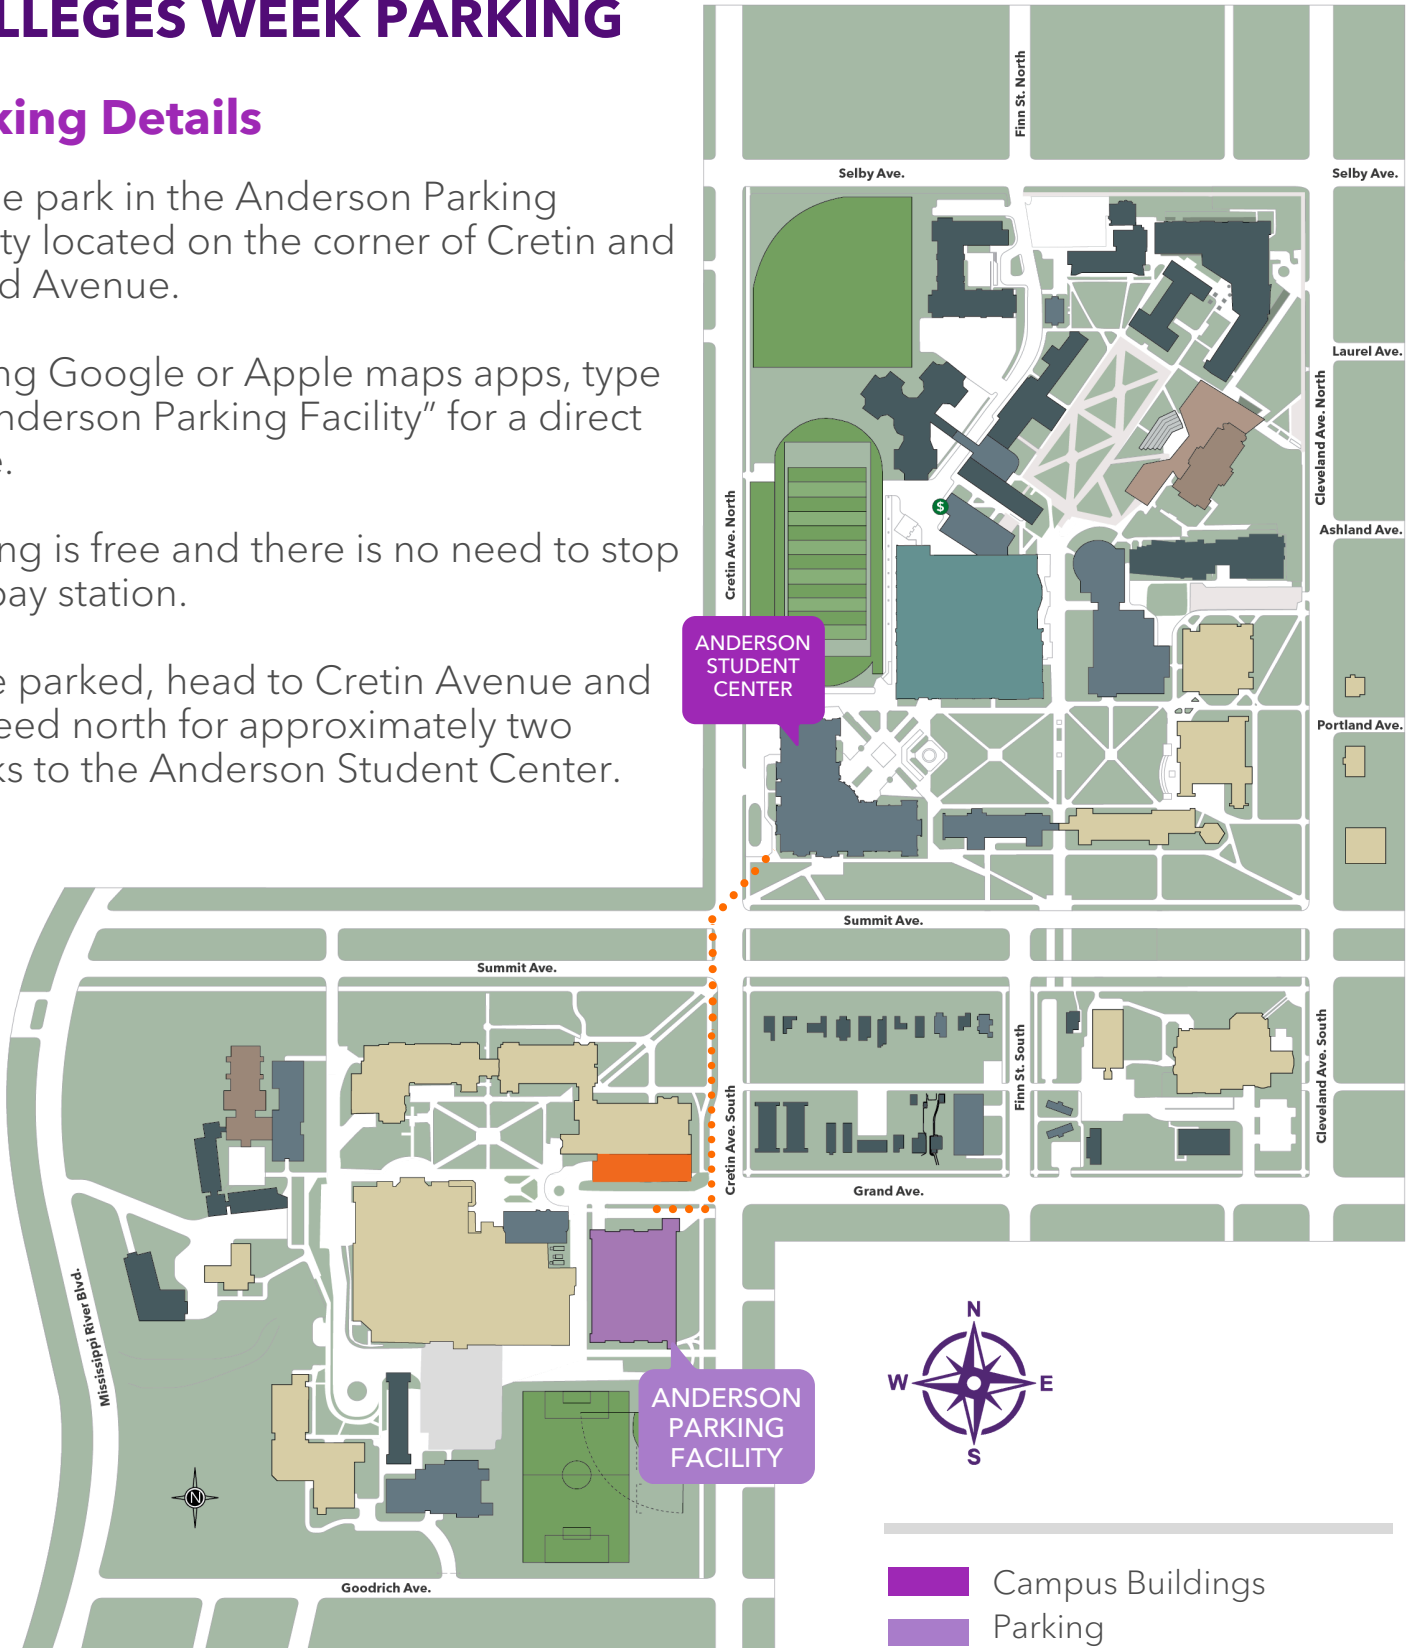 LLEGES WEEK PARKING
king Details
e park in the Anderson Parking
ty located on the corner of Cretin and
d Avenue.
ng Google or Apple maps apps, type
nderson Parking Facility” for a direct
e.
ng is free and there is no need to stop
pay station.
e parked, head to Cretin Avenue and
eed north for approximately two
ks to the Anderson Student Center.
Finn St. North
Selby Ave.
Selby Ave.
Laurel Ave.
Cleveland Ave. North
Cretin Ave. North
$
Ashland Ave.
ANDERSON
STUDENT
CENTER
Portland Ave.
Summit Ave.
Summit Ave.
Cretin Ave. South
Finn St. South
Cleveland Ave. South
Grand Ave.
Mississippi River Blvd.
ANDERSON
PARKING
FACILITY
N
W
E
S
N
Goodrich Ave.
Campus Buildings
Parking